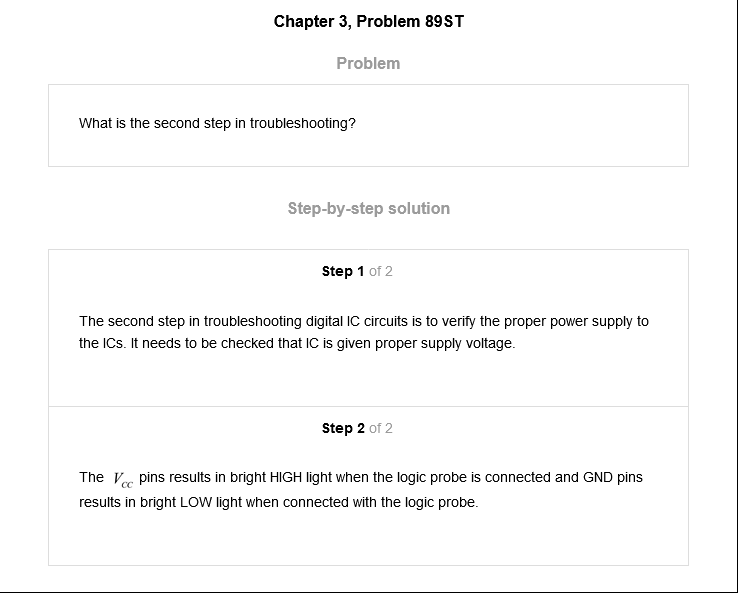 Chapter 3, Problem 89ST
Problem
What is the second step in troubleshooting?
Step-by-step solution
Step 1 of 2
The second step in troubleshooting digital IC circuits is to verify the proper power supply to
the ICs. It needs to be checked that IC is given proper supply voltage.
Step 2 of 2
The Vcc pins results in bright HIGH light when the logic probe is connected and GND pins
results in bright LOW light when connected with the logic probe.